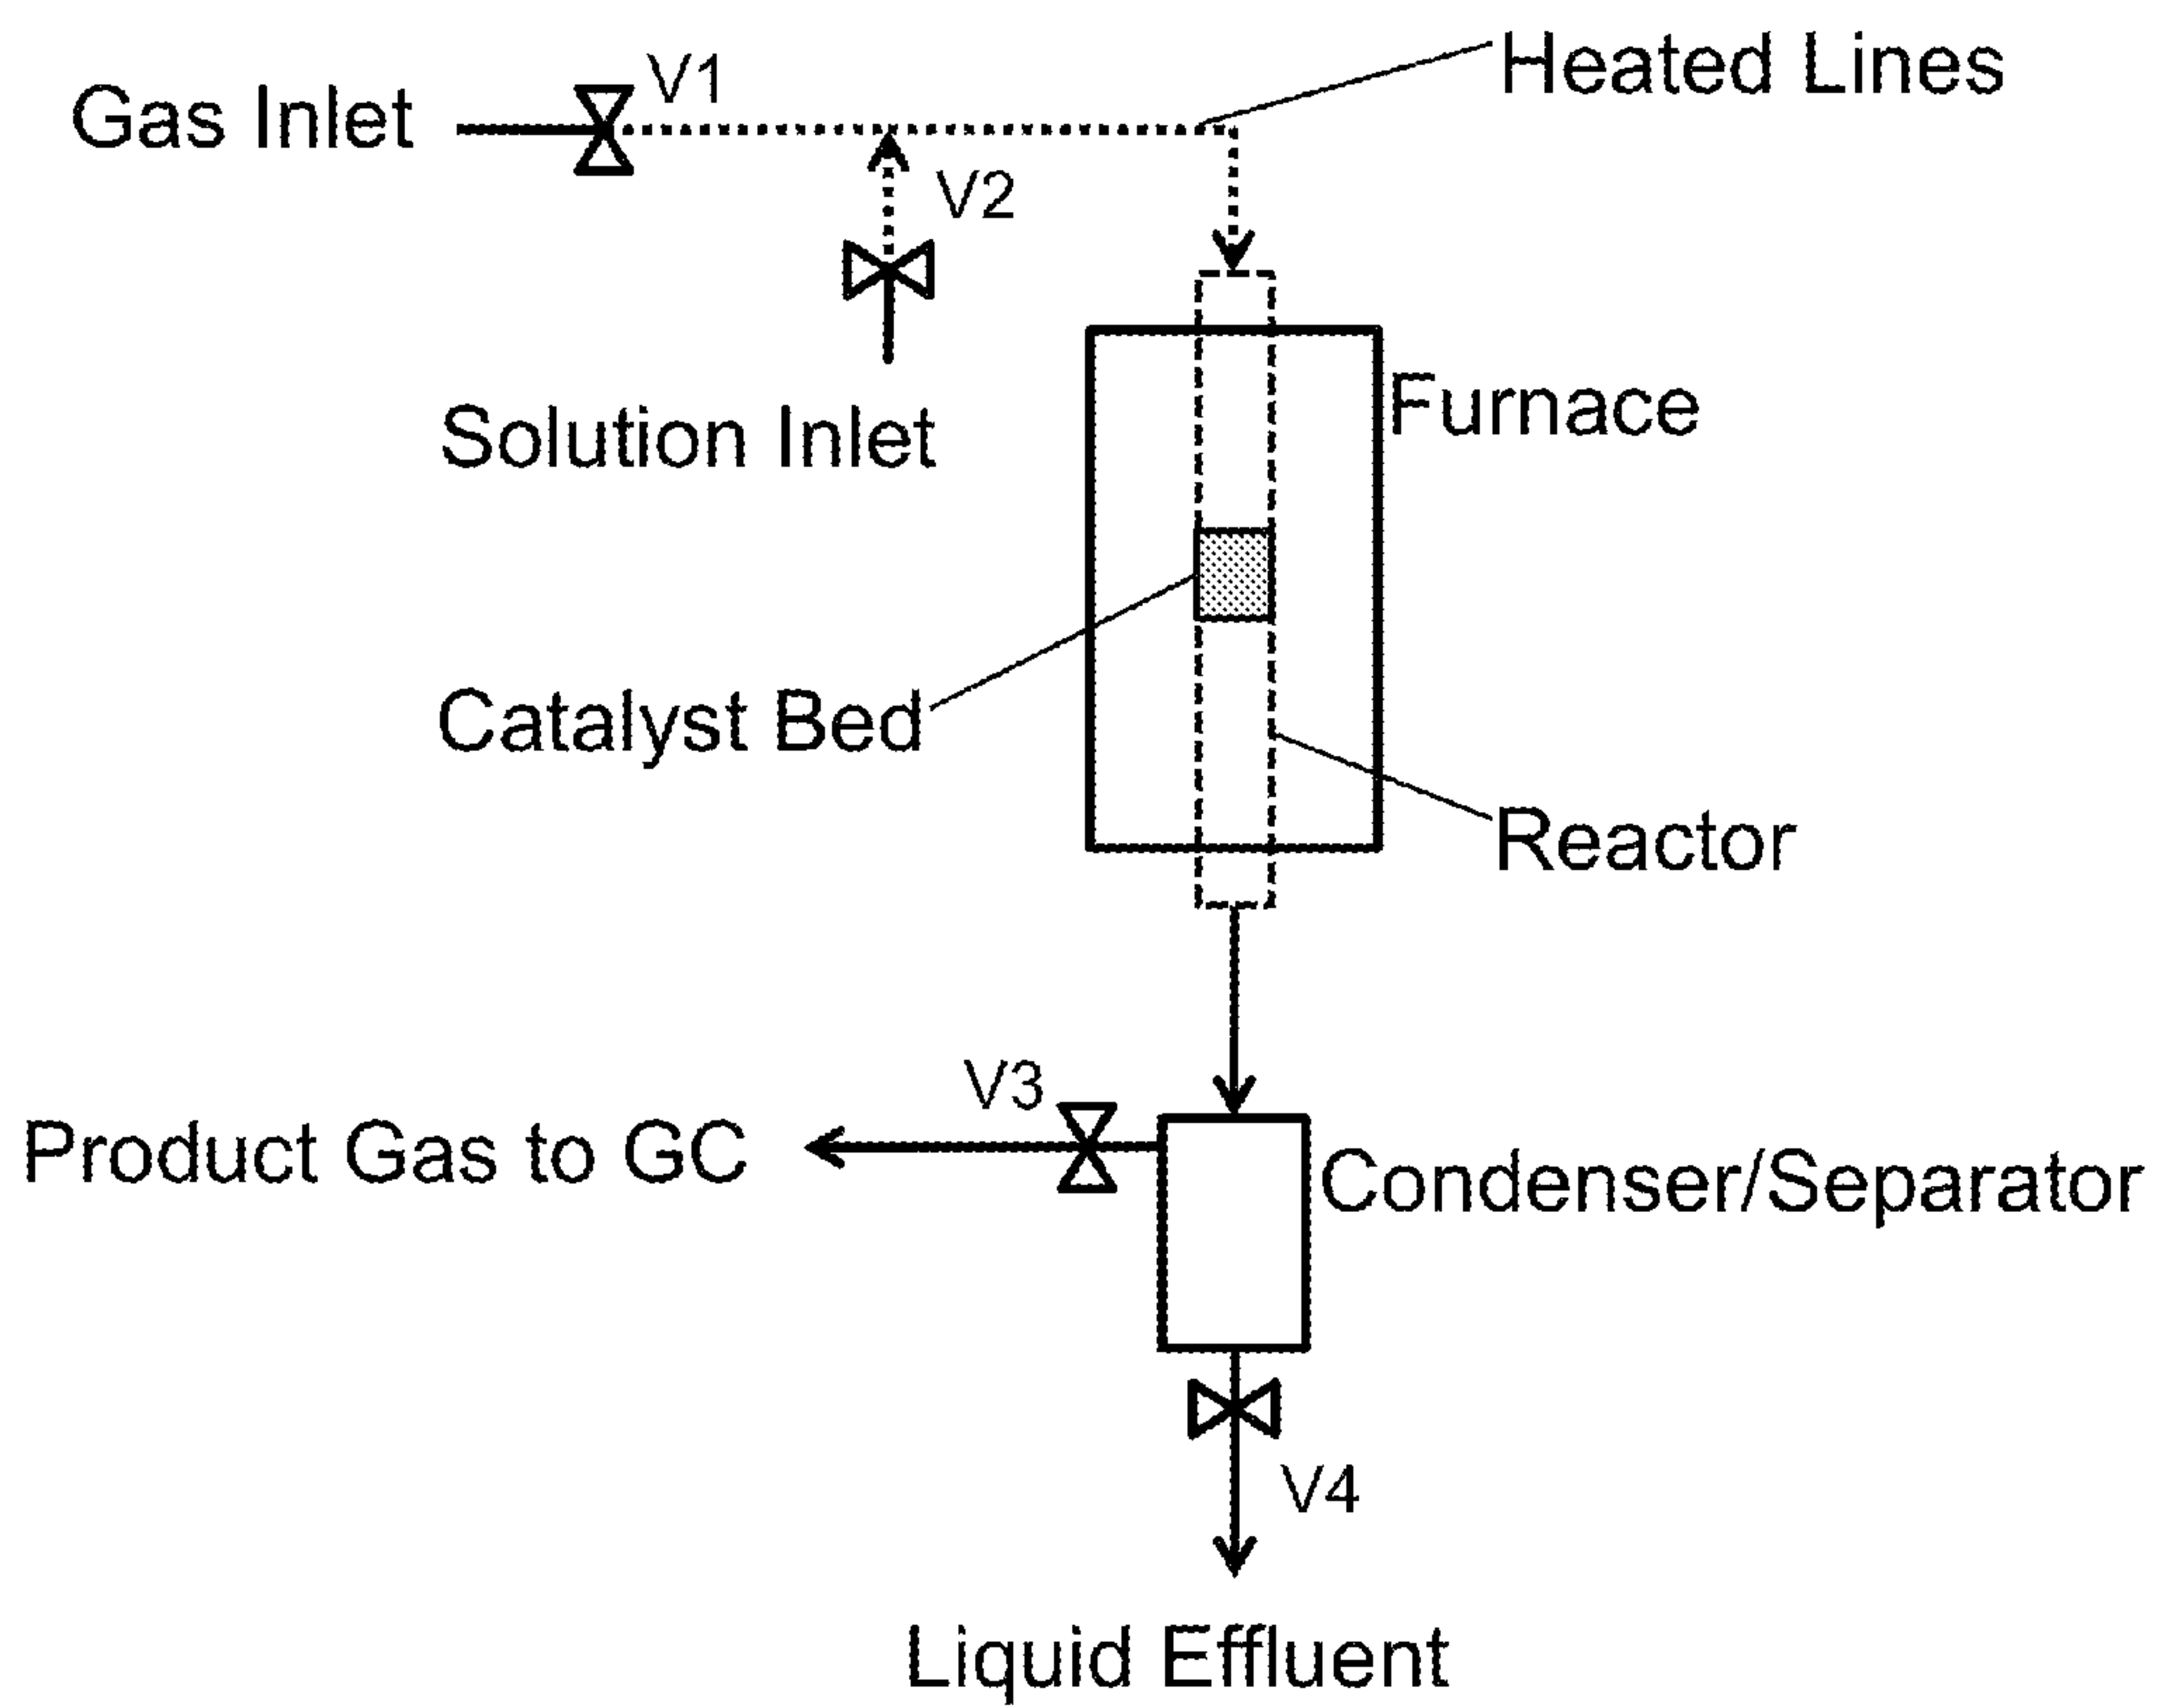 Heated Lines
V1
Gas Inlet
V2
Furnace
Solution Inlet
Catalyst Bed
Reactor
V3
Product Gas to GC
Condenser/Separator
V4
Liquid Effluent